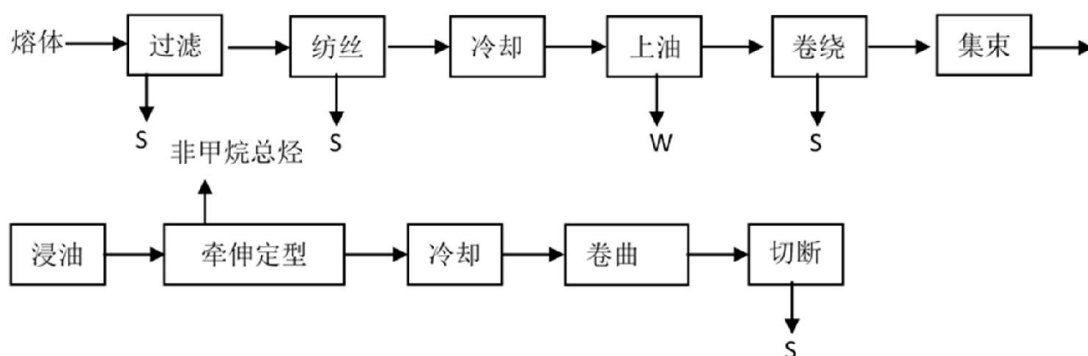 熔体 过滤 纺丝 冷却 上油 卷绕 集束
S S W S
非甲烷总烃
浸油 牵伸定型 冷却 卷曲 切断
S